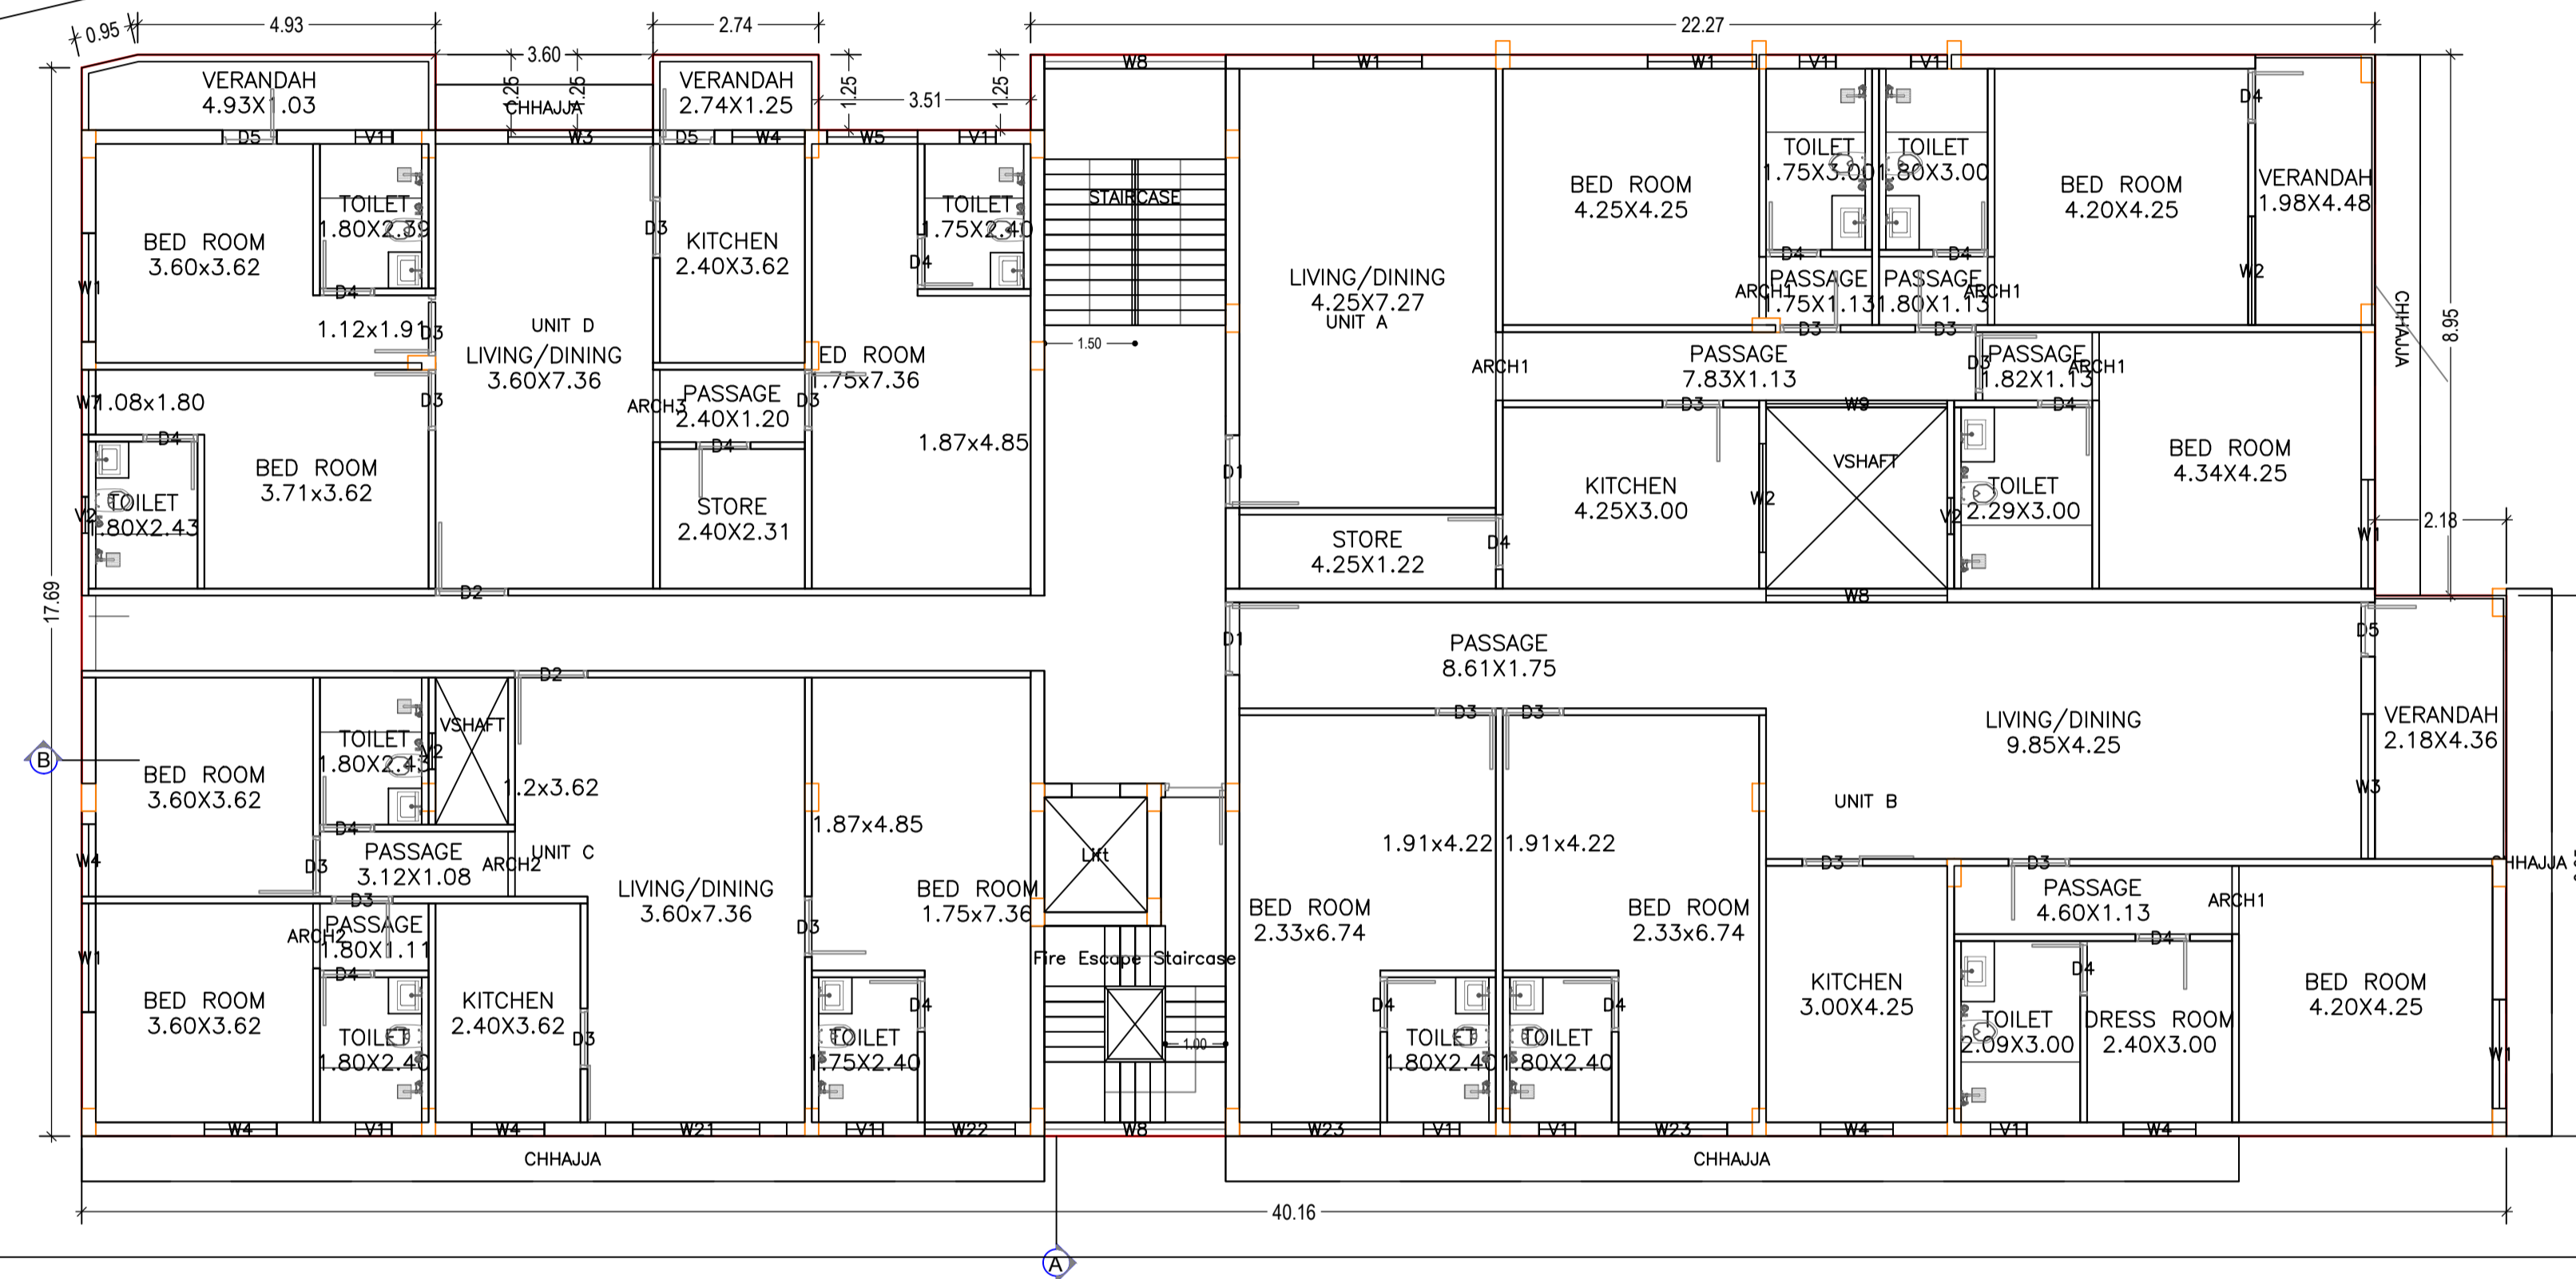 0.95
4.93
2.74
22.27
3.60
VERANDAH
4.93X1.03
1.25
1.25
CHHAJJA
VERANDAH
2.74X1.25
1.25
3.51
1.25
W8
W1
W1
V1
V1
D4
D5
V1
W3
D5
W4
W5
V1
TOILET
1.80X2.39
BED ROOM
3.60x3.62
W1
D4
1.12x1.91
D3
UNIT D
LIVING/DINING
3.60X7.36
D3
KITCHEN
2.40X3.62
TOILET
1.75X2.40
D4
ED ROOM
1.75x7.36
STAIRCASE
1.50
LIVING/DINING
4.25X7.27
UNIT A
BED ROOM
4.25X4.25
TOILET
1.75X3.00
TOILET
1.80X3.00
BED ROOM
4.20X4.25
VERANDAH
1.98X4.48
D4
D4
PASSAGE
1.75X1.13
PASSAGE
1.80X1.13
ARCH1
ARCH1
W2
D3
D3
CHHAJJA
8.95
ARCH1
PASSAGE
7.83X1.13
D3
PASSAGE
1.82X1.13
ARCH1
W7
1.08x1.80
D3
D4
BED ROOM
3.71x3.62
TOILET
1.80X2.43
V2
ARCH3
PASSAGE
2.40X1.20
D3
D4
STORE
2.40X2.31
1.87x4.85
D1
D3
W9
D4
KITCHEN
4.25X3.00
W2
VSHAFT
V2
TOILET
2.29X3.00
BED ROOM
4.34X4.25
W1
2.18
STORE
4.25X1.22
D4
D2
W8
17.69
D1
PASSAGE
8.61X1.75
D5
D2
D3
D3
TOILET
1.80X2.43
V2
VSHAFT
BED ROOM
3.60X3.62
1.2x3.62
LIVING/DINING
9.85X4.25
VERANDAH
2.18X4.36
W3
UNIT B
B
D4
W4
D3
PASSAGE
3.12X1.08
ARCH2
UNIT C
1.87x4.85
Lift
1.91x4.22
1.91x4.22
D3
D3
CHHAJJA
D3
LIVING/DINING
3.60x7.36
BED ROOM
1.75x7.36
BED ROOM
2.33x6.74
BED ROOM
2.33x6.74
PASSAGE
4.60X1.13
ARCH1
PASSAGE
1.80X1.11
ARCH2
D3
W1
D4
Fire Escape Staircase
D4
D4
BED ROOM
3.60X3.62
TOILET
1.80X2.40
KITCHEN
2.40X3.62
D3
TOILET
1.75X2.40
D4
1.00
D4
TOILET
1.80X2.40
TOILET
1.80X2.40
D4
KITCHEN
3.00X4.25
TOILET
2.09X3.00
DRESS ROOM
2.40X3.00
BED ROOM
4.20X4.25
W1
W4
V1
W4
W21
V1
W22
W8
W23
V1
V1
W23
W4
V1
W4
CHHAJJA
CHHAJJA
40.16
A